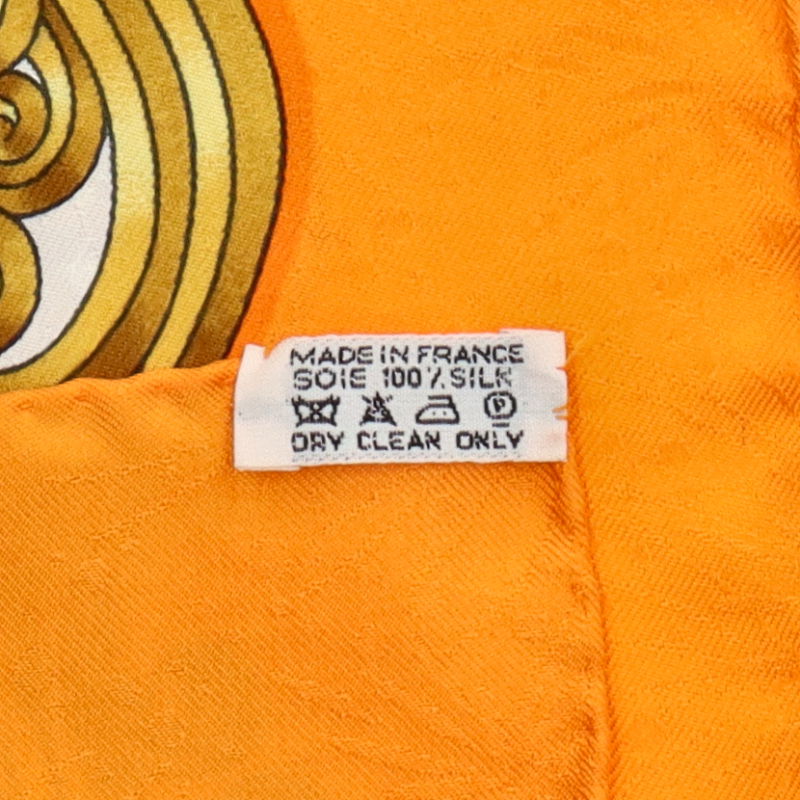 MADE IN FRANCE
SOIE 100% SILK
P
DRY CLEAN ONLY